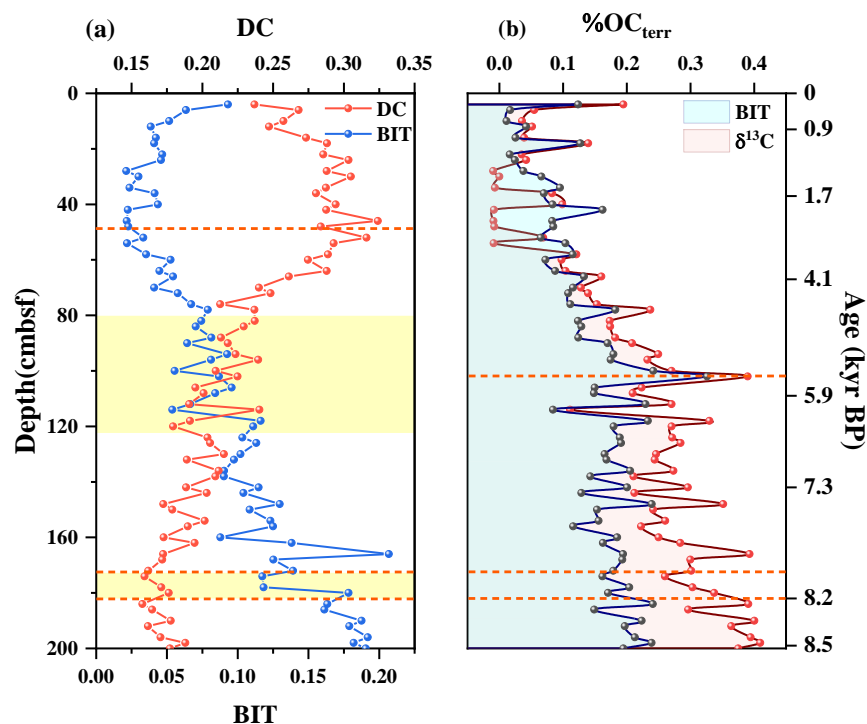 (a) DC
0.15 0.20 0.25 0.30 0.35
DC
BIT
Depth(cmbsf)
0
40
80
120
160
200
0.00 0.05 0.10 0.15 0.20
BIT
(b) %OCterr
0.0 0.1 0.2 0.3 0.4
BIT
δ¹³C
0
0.9
1.7
4.1
5.9
7.3
8.2
8.5
Age (kyr BP)